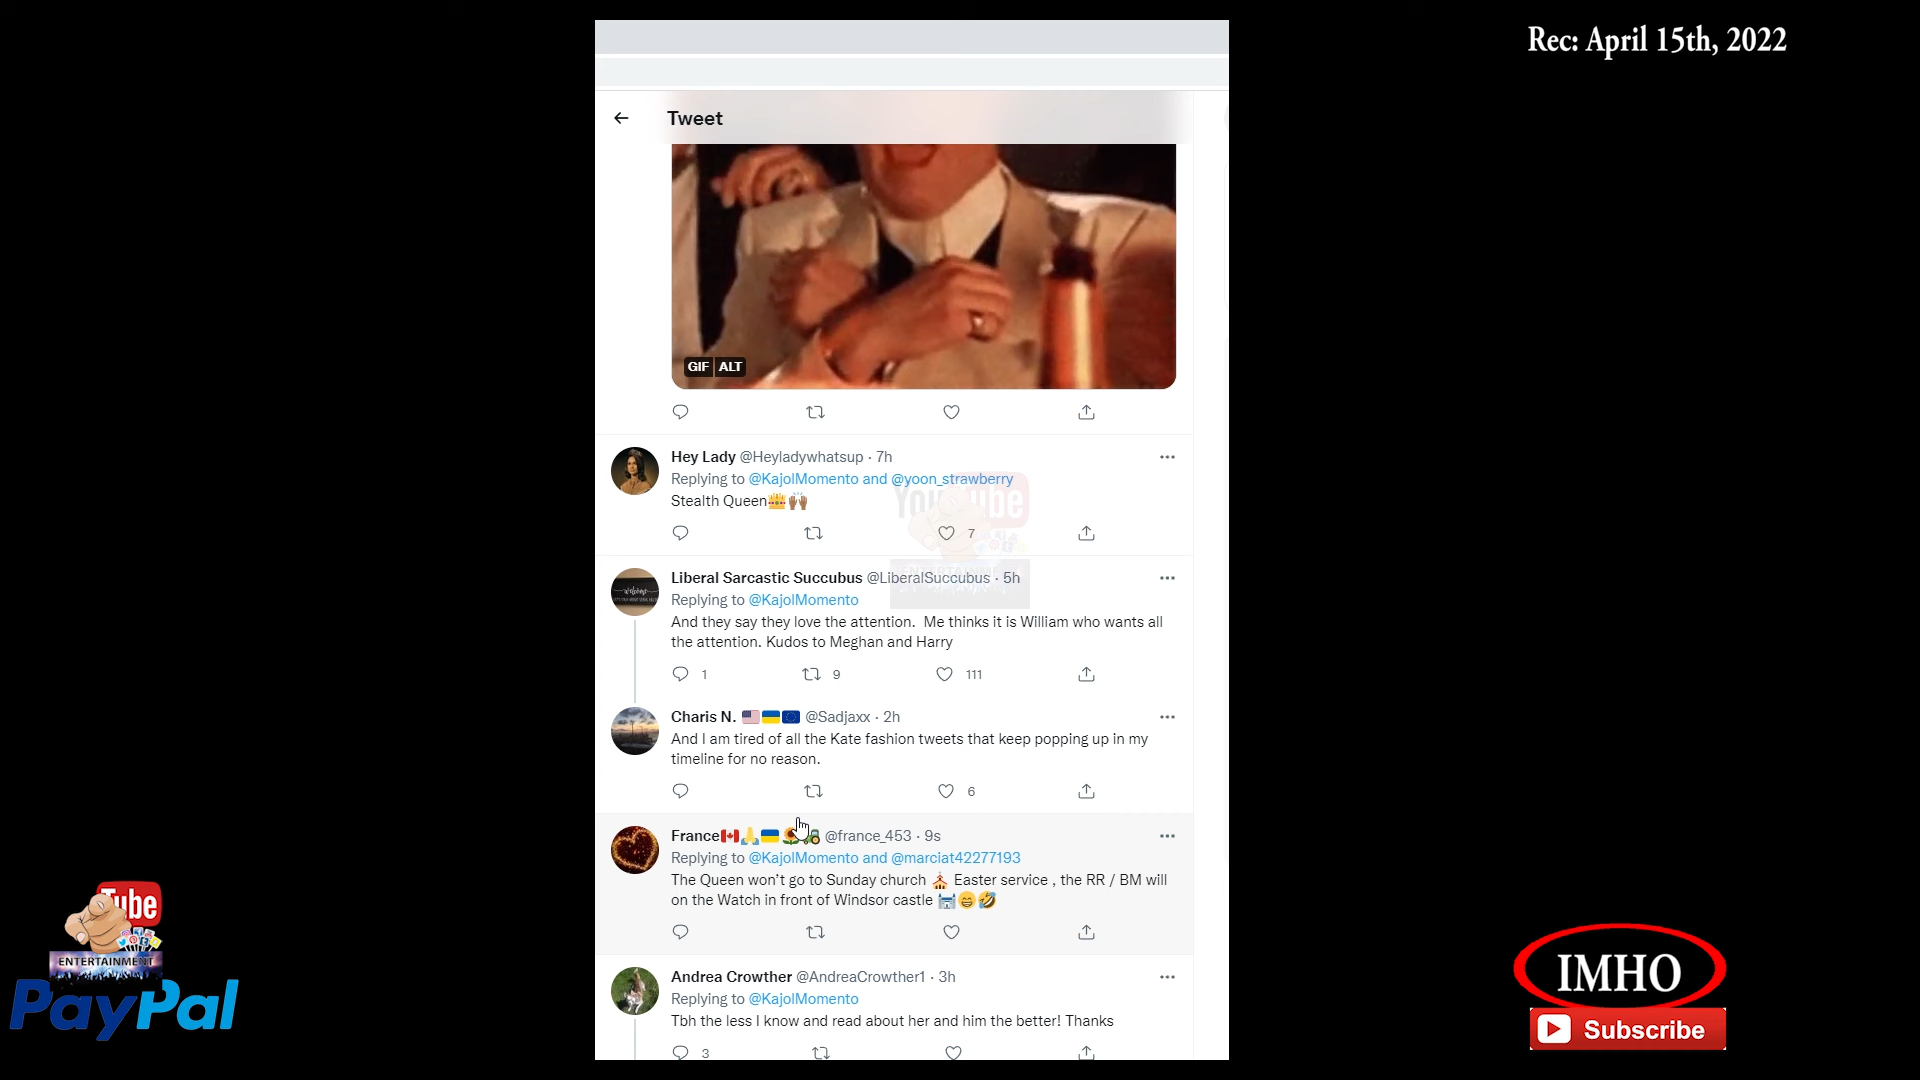 Rec: April 15th, 2022
Tweet
GIF ALT
Hey Lady @Heyladywhatsup · 7h
Replying to @KajolMomento and @yoon_strawberry
Stealth Queen👑🙌🏾
7
Liberal Sarcastic Succubus @LiberalSuccubus · 5h
Replying to @KajolMomento
And they say they love the attention. Me thinks it is William who wants all
the attention. Kudos to Meghan and Harry
1 9 111
Charis N. 🇺🇸🇺🇦🇪🇺 @Sadjaxx · 2h
And I am tired of all the Kate fashion tweets that keep popping up in my
timeline for no reason.
6
France🇨🇦🙏🇺🇦🌻🚜 @france_453 · 9s
Replying to @KajolMomento and @marciat42277193
The Queen won't go to Sunday church ⛪ Easter service , the RR / BM will
on the Watch in front of Windsor castle 🏰😁🤣
Andrea Crowther @AndreaCrowther1 · 3h
Replying to @KajolMomento
Tbh the less I know and read about her and him the better! Thanks
3
YouTube
Tube
ENTERTAINMENT
PayPal
IMHO
Subscribe